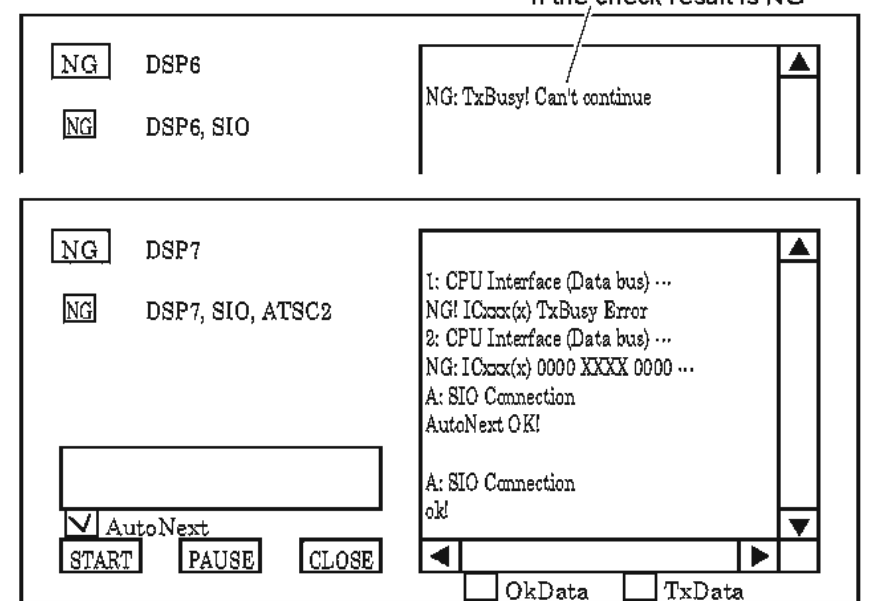 If the check result is NG
NG DSP6
NG: TxBusy! Can't continue
NG DSP6, SIO
NG DSP7
NG DSP7, SIO, ATSC2
1: CPU Interface (Data bus) ···
NG! ICxxx(x) TxBusy Error
2: CPU Interface (Data bus) ···
NG: ICxxx(x) 0000 XXXX 0000 ···
A: SIO Connection
AutoNext OK!
A: SIO Connection
ok!
AutoNext
START PAUSE CLOSE
OkData TxData